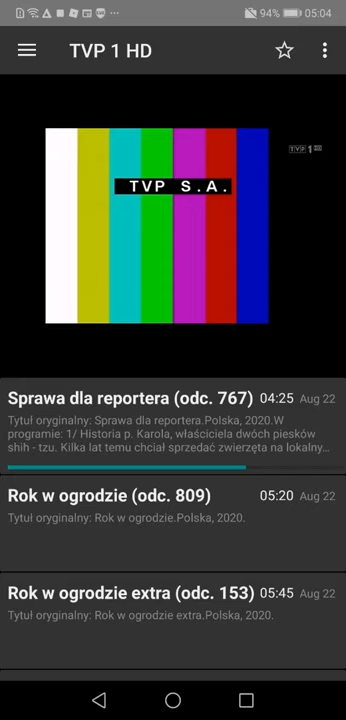 94% 05:04
TVP 1 HD
TVP 1 HD
TVP S.A.
Sprawa dla reportera (odc. 767) 04:25 Aug 22
Tytuł oryginalny: Sprawa dla reportera.Polska, 2020.W
programie: 1/ Historia p. Karola, właściciela dwóch piesków
shih - tzu. Kilka lat temu chciał sprzedać zwierzęta na lokalny…
Rok w ogrodzie (odc. 809) 05:20 Aug 22
Tytuł oryginalny: Rok w ogrodzie.Polska, 2020.
Rok w ogrodzie extra (odc. 153) 05:45 Aug 22
Tytuł oryginalny: Rok w ogrodzie extra.Polska, 2020.